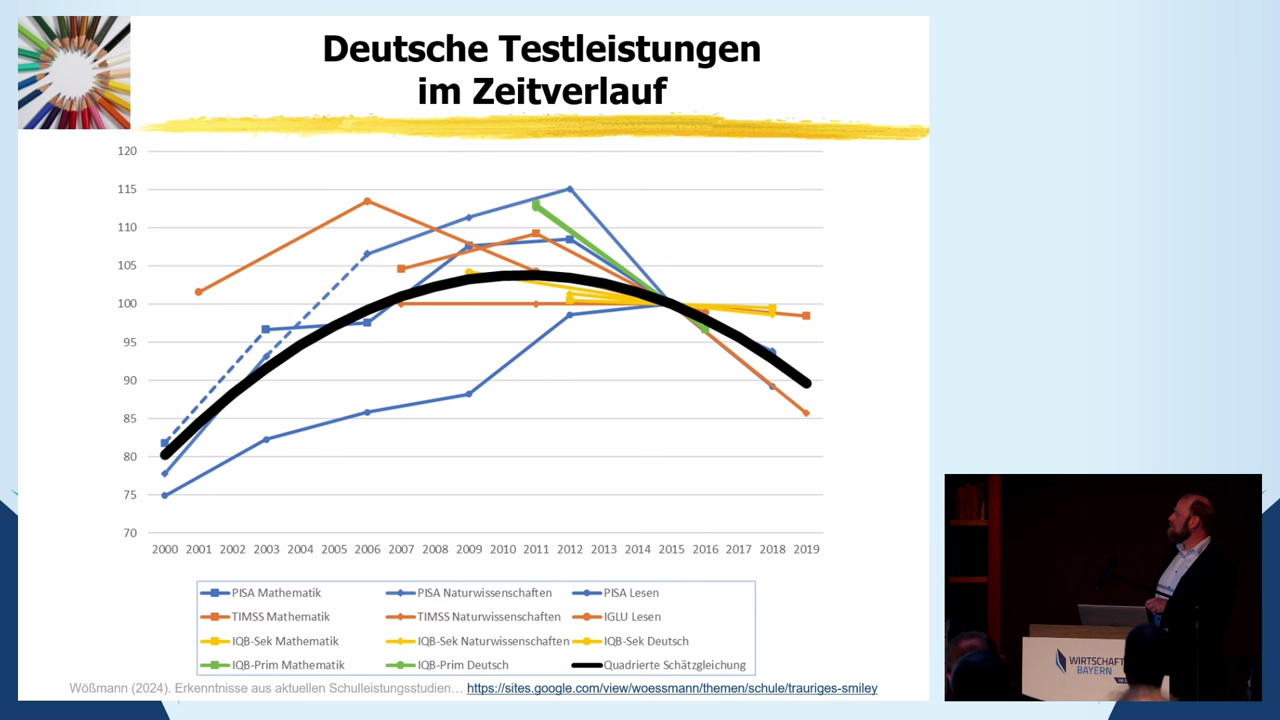 Deutsche Testleistungen
im Zeitverlauf
120
115
110
105
100
95
90
85
80
75
70
2000 2001 2002 2003 2004 2005 2006 2007 2008 2009 2010 2011 2012 2013 2014 2015 2016 2017 2018 2019
PISA Mathematik PISA Naturwissenschaften PISA Lesen
TIMSS Mathematik TIMSS Naturwissenschaften IGLU Lesen
IQB-Sek Mathematik IQB-Sek Naturwissenschaften IQB-Sek Deutsch
IQB-Prim Mathematik IQB-Prim Deutsch Quadrierte Schätzgleichung
Wößmann (2024). Erkenntnisse aus aktuellen Schulleistungsstudien… https://sites.google.com/view/woessmann/themen/schule/trauriges-smiley
BAYERN